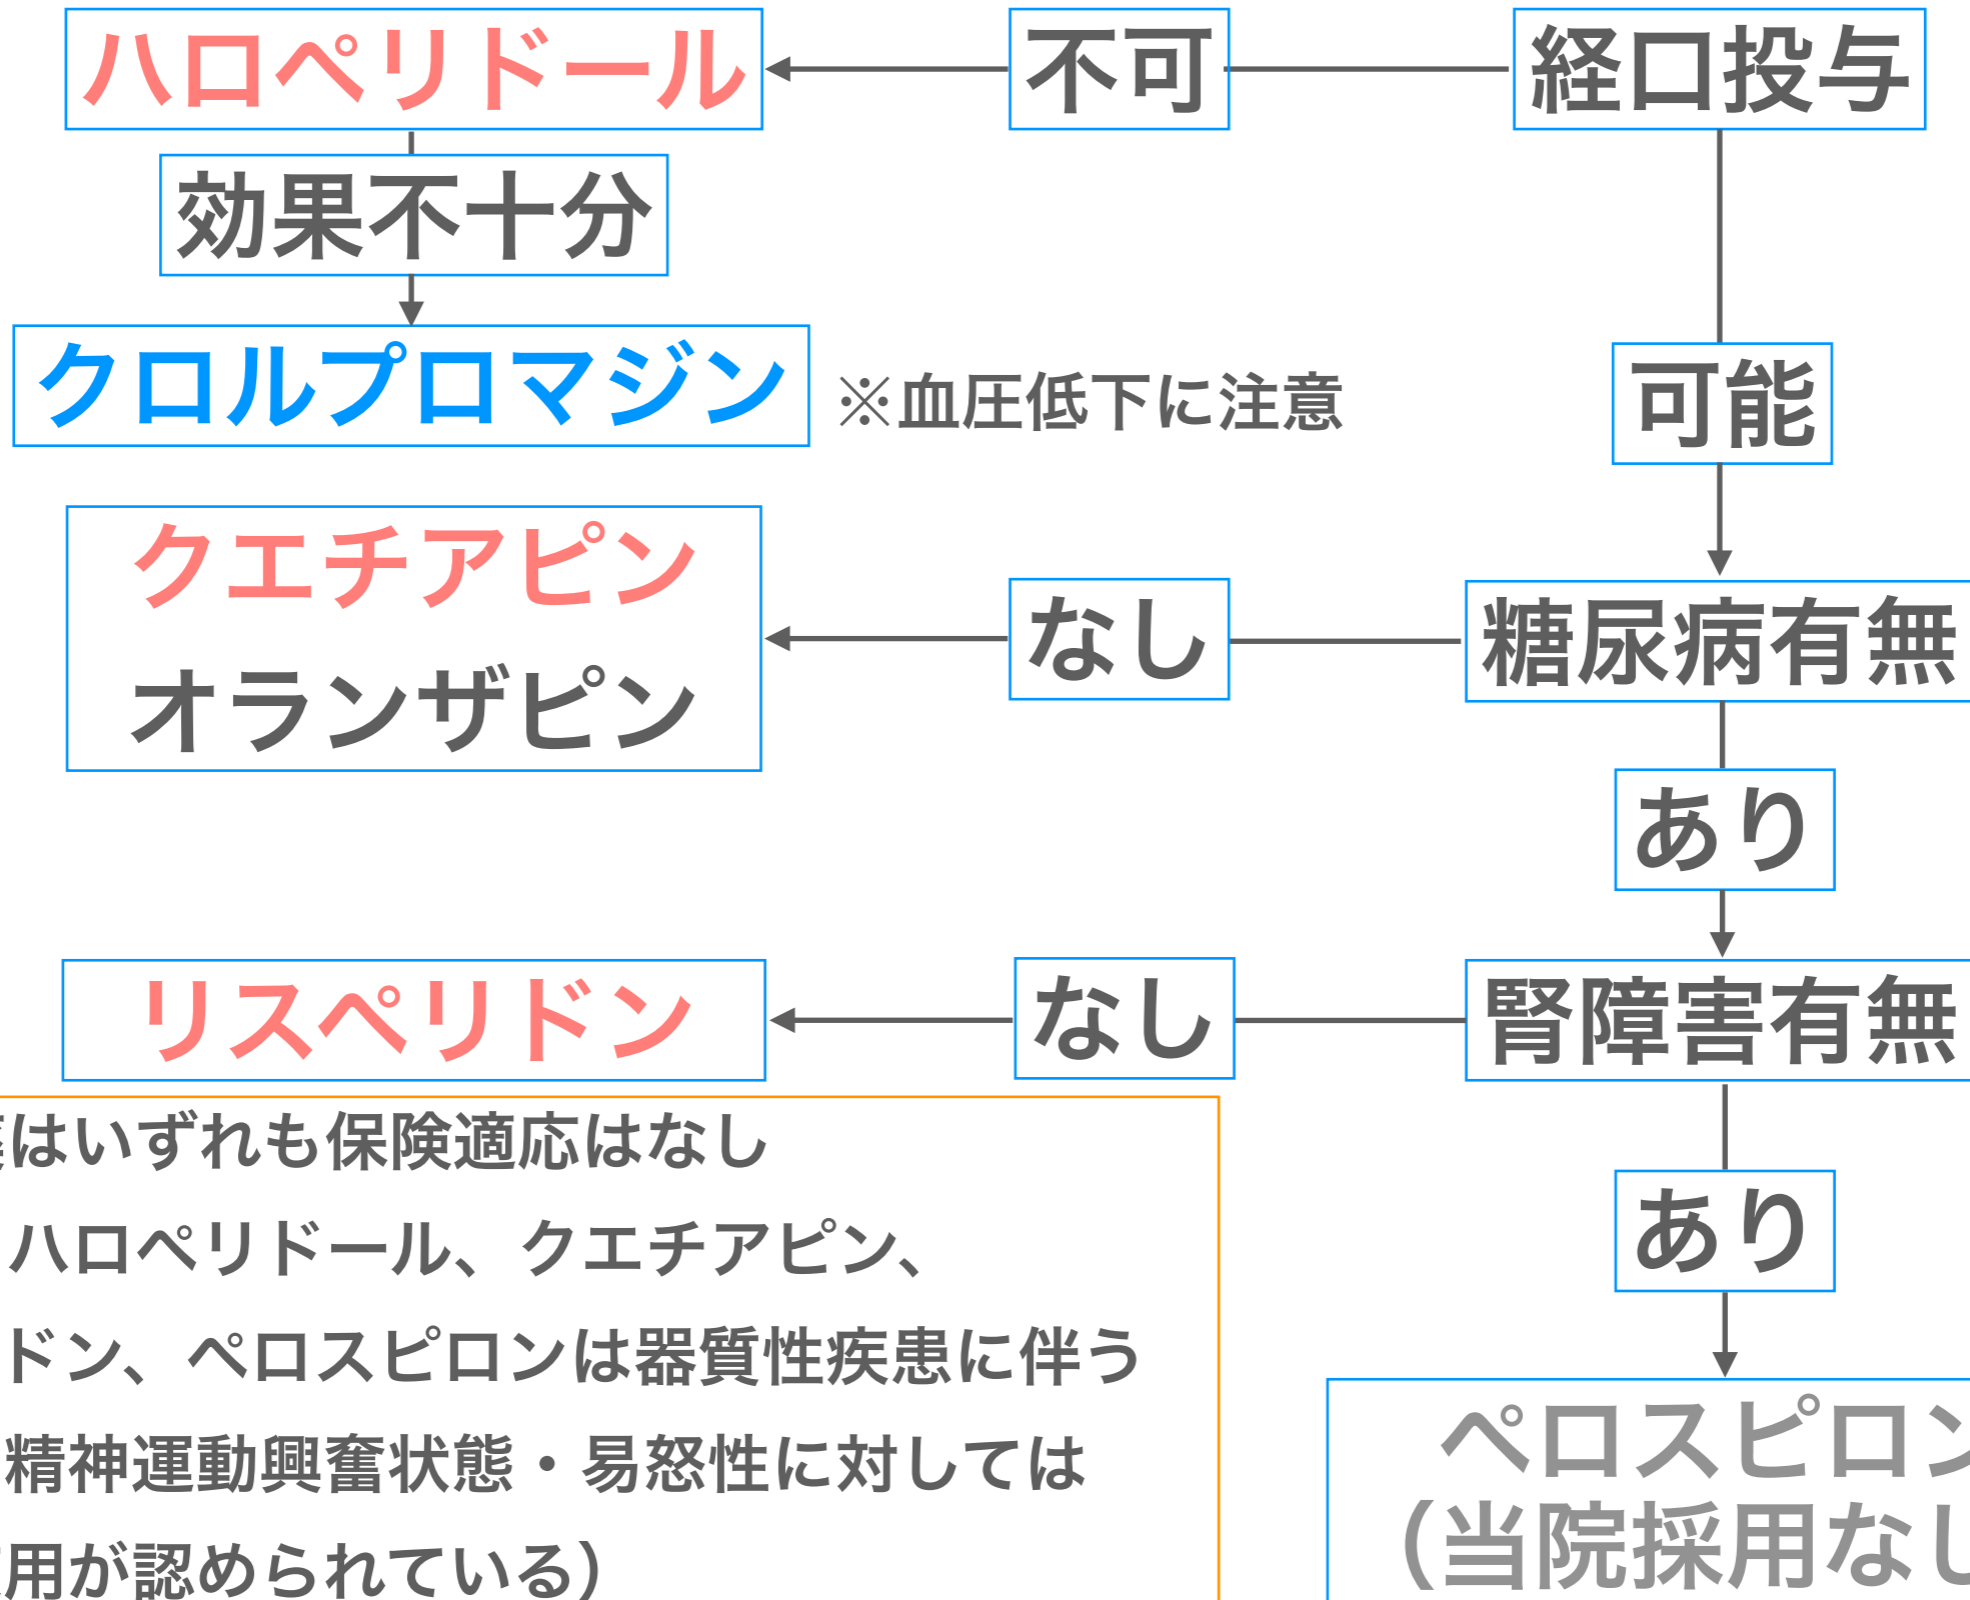 ハロペリドール
不可
経口投与
効果不十分
クロルプロマジン
※血圧低下に注意
可能
クエチアピン
オランザピン
なし
糖尿病有無
あり
リスペリドン
なし
腎障害有無
はいずれも保険適応はなし
ハロペリドール、クエチアピン、
ドン、ペロスピロンは器質性疾患に伴う
精神運動興奮状態・易怒性に対しては
用が認められている）
あり
ペロスピロン
（当院採用なし